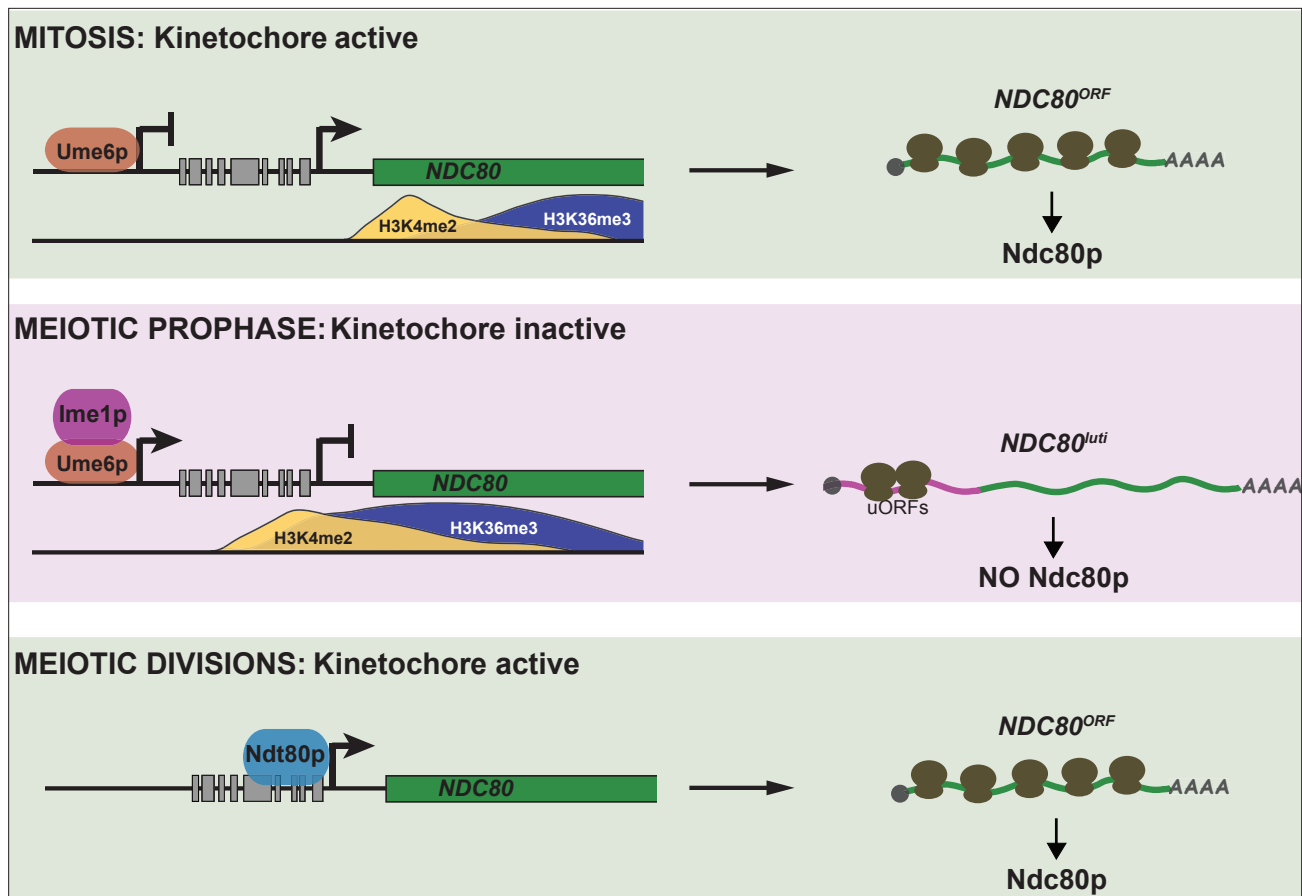 MITOSIS: Kinetochore active
NDC80ORF
Ume6p
NDC80
AAAA
H3K4me2
H3K36me3
Ndc80p
MEIOTIC PROPHASE: Kinetochore inactive
Ime1p
Ume6p
NDC80luti
NDC80
AAAA
uORFs
H3K4me2
H3K36me3
NO Ndc80p
MEIOTIC DIVISIONS: Kinetochore active
NDC80ORF
Ndt80p
NDC80
AAAA
Ndc80p